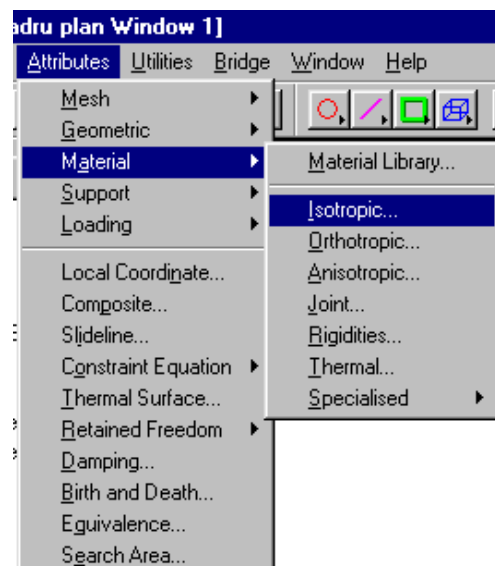 adru plan Window 1]
Attributes Utilities Bridge Window Help
Mesh
Geometric
Material
Support
Loading
Local Coordinate...
Composite...
Slideline...
Constraint Equation
Thermal Surface...
Retained Freedom
Damping...
Birth and Death...
Equivalence...
Search Area...
Material Library...
Isotropic...
Orthotropic...
Anisotropic...
Joint...
Rigidities...
Thermal...
Specialised